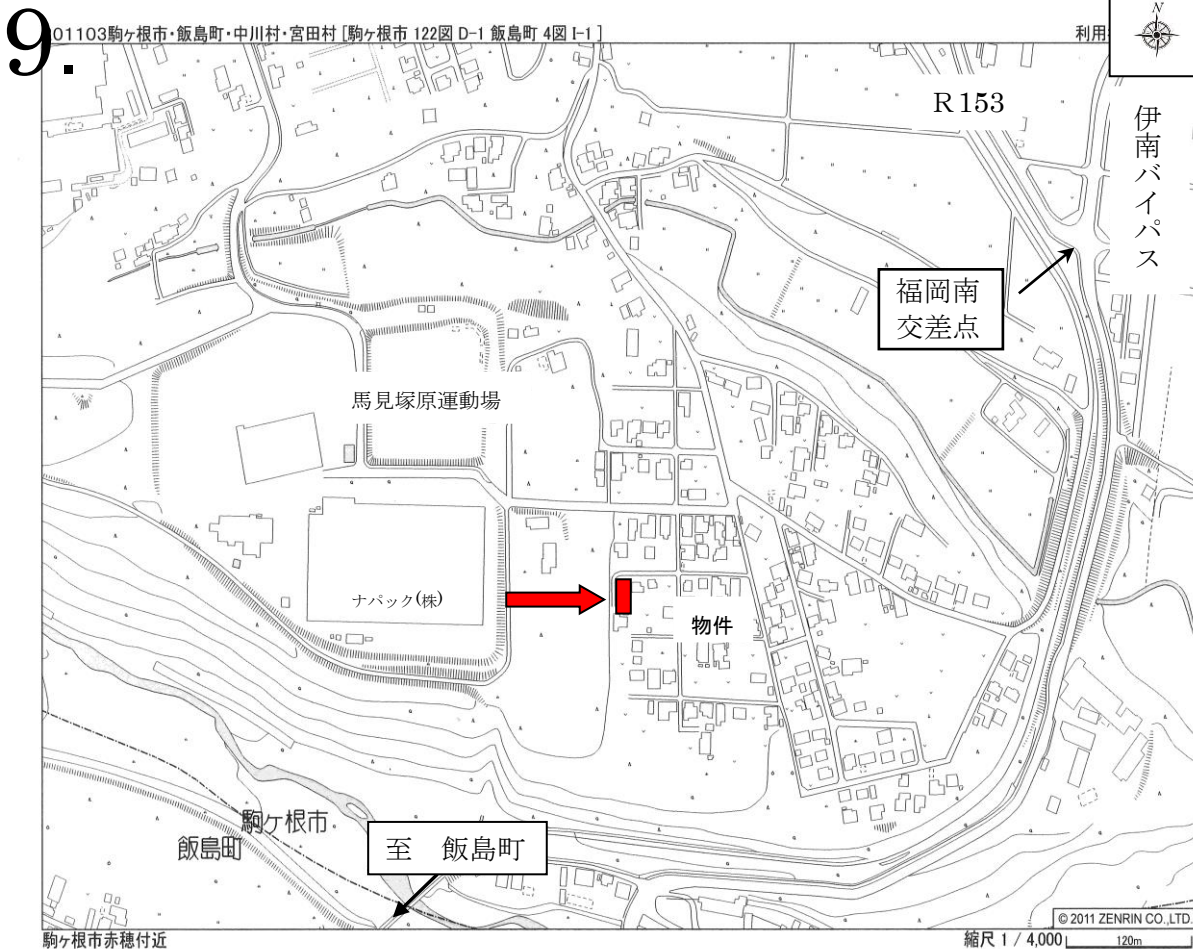 9.
01103駒ヶ根市・飯島町・中川村・宮田村 [駒ヶ根市 122図 D-1 飯島町 4図 I-1 ]
利用
N
R153
伊南バイパス
福岡南
交差点
馬見塚原運動場
ナパック(株)
物件
駒ヶ根市
飯島町
至 飯島町
© 2011 ZENRIN CO.,LTD.
駒ヶ根市赤穂付近
縮尺 1 / 4,000
120m